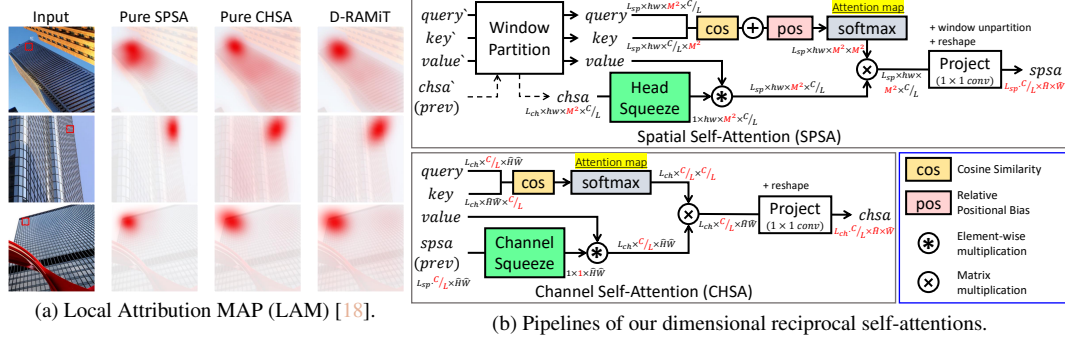 Input Pure SPSA Pure CHSA D-RAMiT
(a) Local Attribution MAP (LAM) [18].
query`
key`
value`
chsa`
(prev)
Window
Partition
query
L_sp×hw×M²×C/L
key
L_sp×hw×C/L×M²
value
chsa
L_ch×hw×M²×C/L
cos
+
pos
Attention map
softmax
L_sp×hw×M²×M²
Head
Squeeze
1×hw×M²×C/L
L_sp×hw×M²×C/L
L_sp×hw×
M²×C/L
+ window unpartition
+ reshape
Project
(1 × 1 conv)
spsa
L_sp·C/L×H̄×W̄
Spatial Self-Attention (SPSA)
query
L_ch×C/L×H̄W̄
key
L_ch×H̄W̄×C/L
value
spsa
(prev)
L_sp·C/L×H̄W̄
cos
Attention map
softmax
L_ch×C/L×C/L
Channel
Squeeze
1×1×H̄W̄
L_ch×C/L×H̄W̄
L_ch×C/L×H̄W̄
+ reshape
Project
(1 × 1 conv)
chsa
L_ch·C/L×H̄×W̄
Channel Self-Attention (CHSA)
cos Cosine Similarity
pos Relative
Positional Bias
Element-wise
multiplication
Matrix
multiplication
(b) Pipelines of our dimensional reciprocal self-attentions.